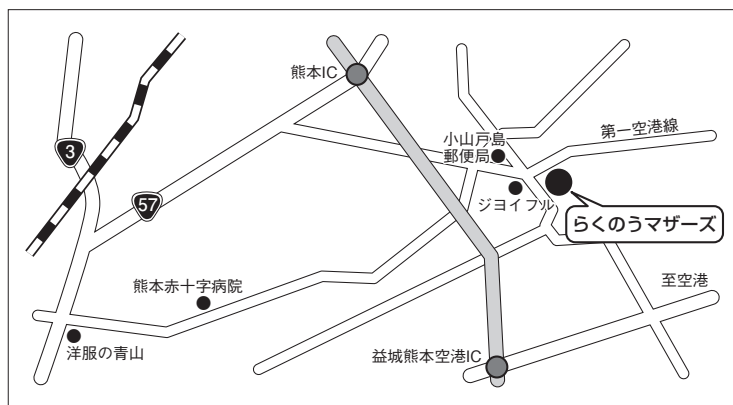 熊本IC
小山戸島
郵便局
第一空港線
3
57
ジョイフル
らくのうマザーズ
熊本赤十字病院
至空港
洋服の青山
益城熊本空港IC